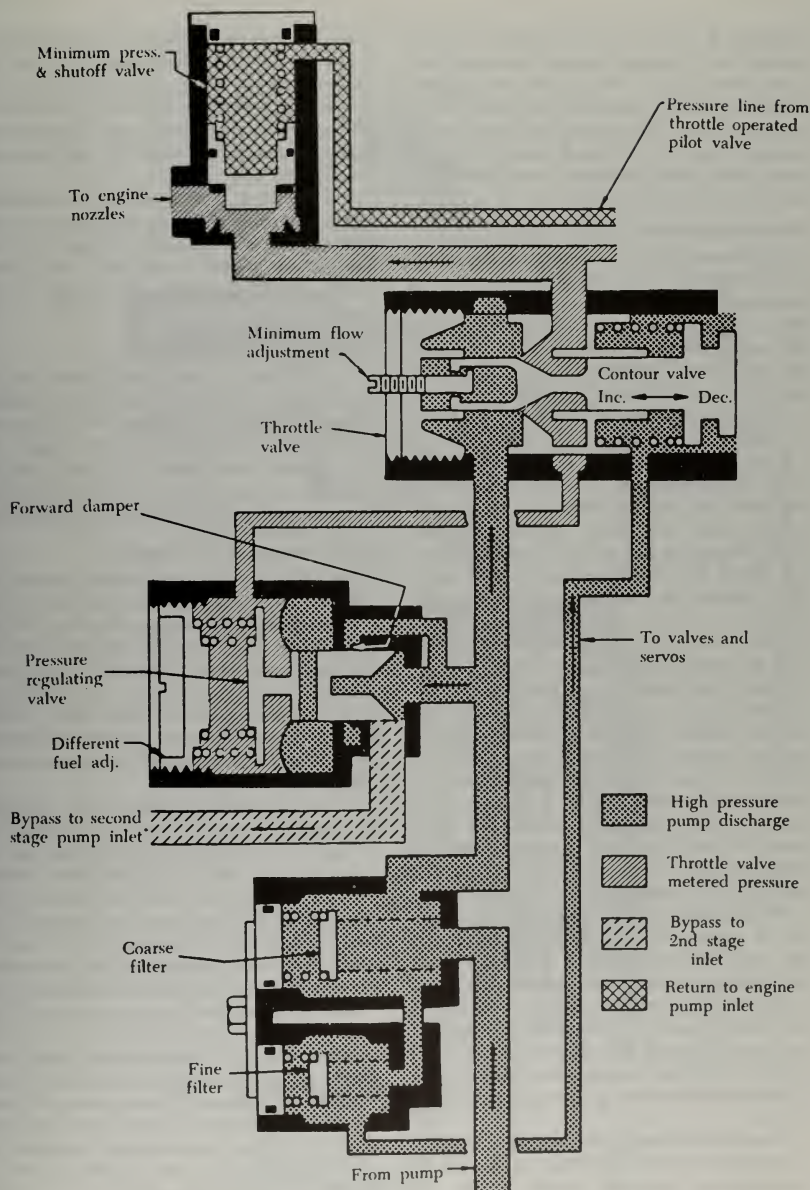 Minimum press.
& shutoff valve
Pressure line from
throttle operated
pilot valve
To engine
nozzles
Minimum flow
adjustment
Contour valve
Inc.
Dec.
Throttle
valve
Forward damper
To valves and
servos
Pressure
regulating
valve
Different
fuel adj.
Bypass to second
stage pump inlet
High pressure
pump discharge
Throttle valve
metered pressure
Bypass to
2nd stage
inlet
Return to engine
pump inlet
Coarse
filter
Fine
filter
From pump